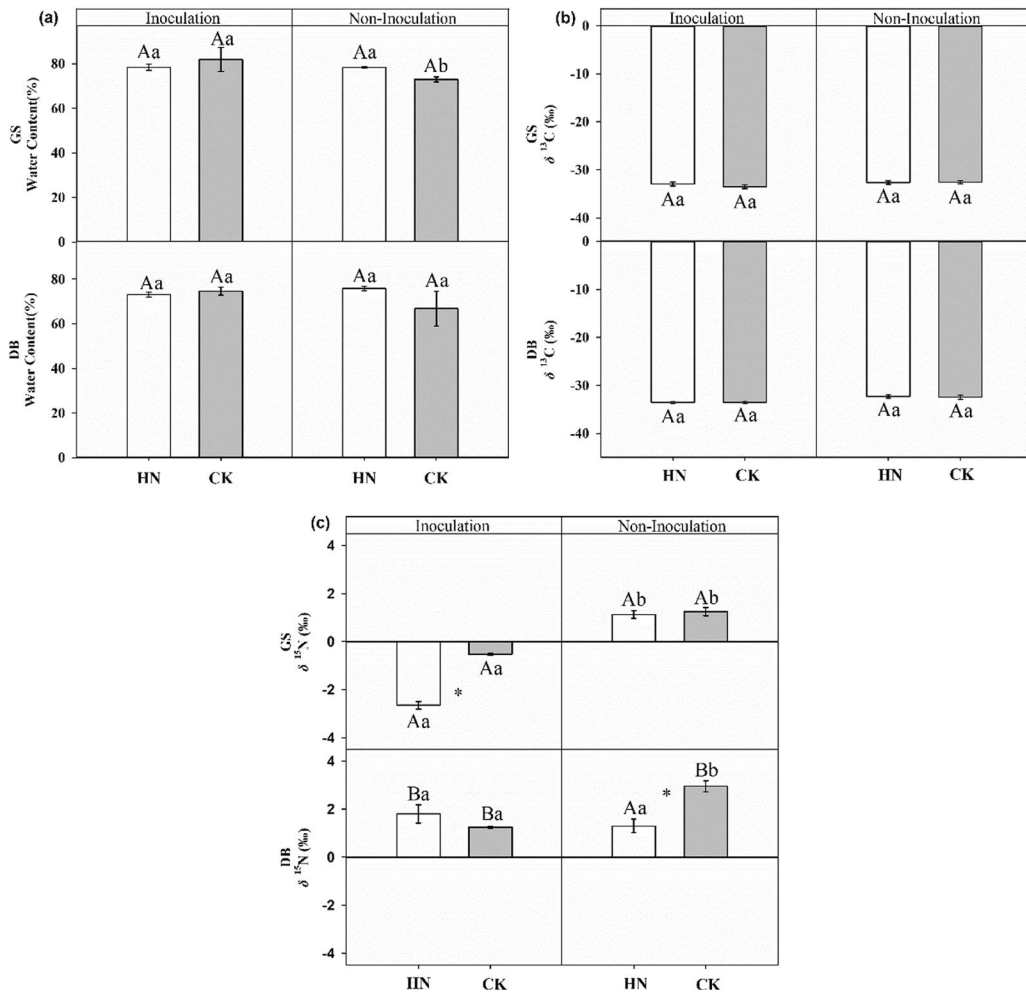 (a)
Inoculation Non-Inoculation
GS
Water Content(%)
80
60
40
20
0
Aa Aa Aa Ab
DB
Water Content(%)
80
60
40
20
0
Aa Aa Aa Aa
HN CK HN CK
(b)
Inoculation Non-Inoculation
GS
δ ¹³C (‰)
0
-10
-20
-30
-40
Aa Aa Aa Aa
DB
δ ¹³C (‰)
0
-10
-20
-30
-40
Aa Aa Aa Aa
HN CK HN CK
(c)
Inoculation Non-Inoculation
GS
δ ¹⁵N (‰)
4
2
0
-2
-4
Ab Ab
Aa
*
Aa
DB
δ ¹⁵N (‰)
4
2
0
-2
-4
Ba Ba Aa * Bb
HN CK HN CK